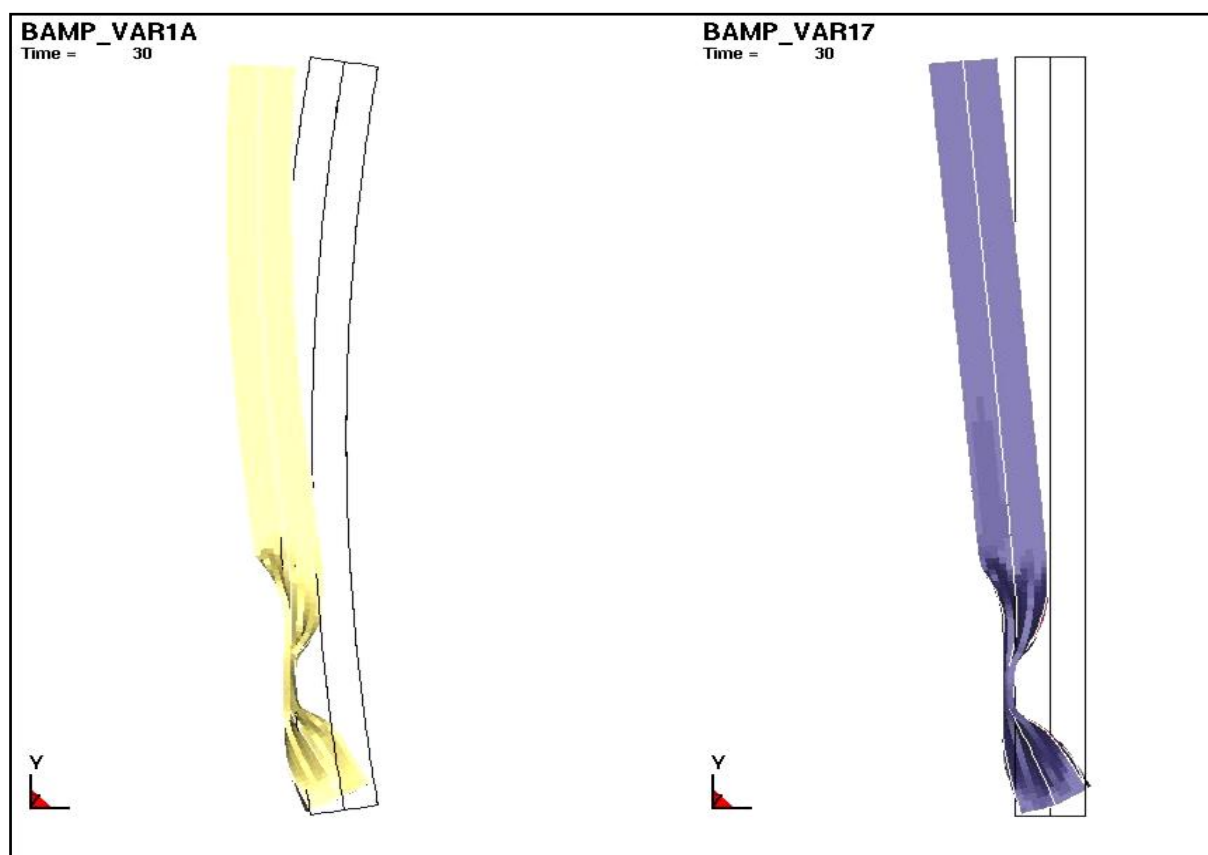 BAMP_VAR1A
Time = 30
Y
BAMP_VAR17
Time = 30
Y